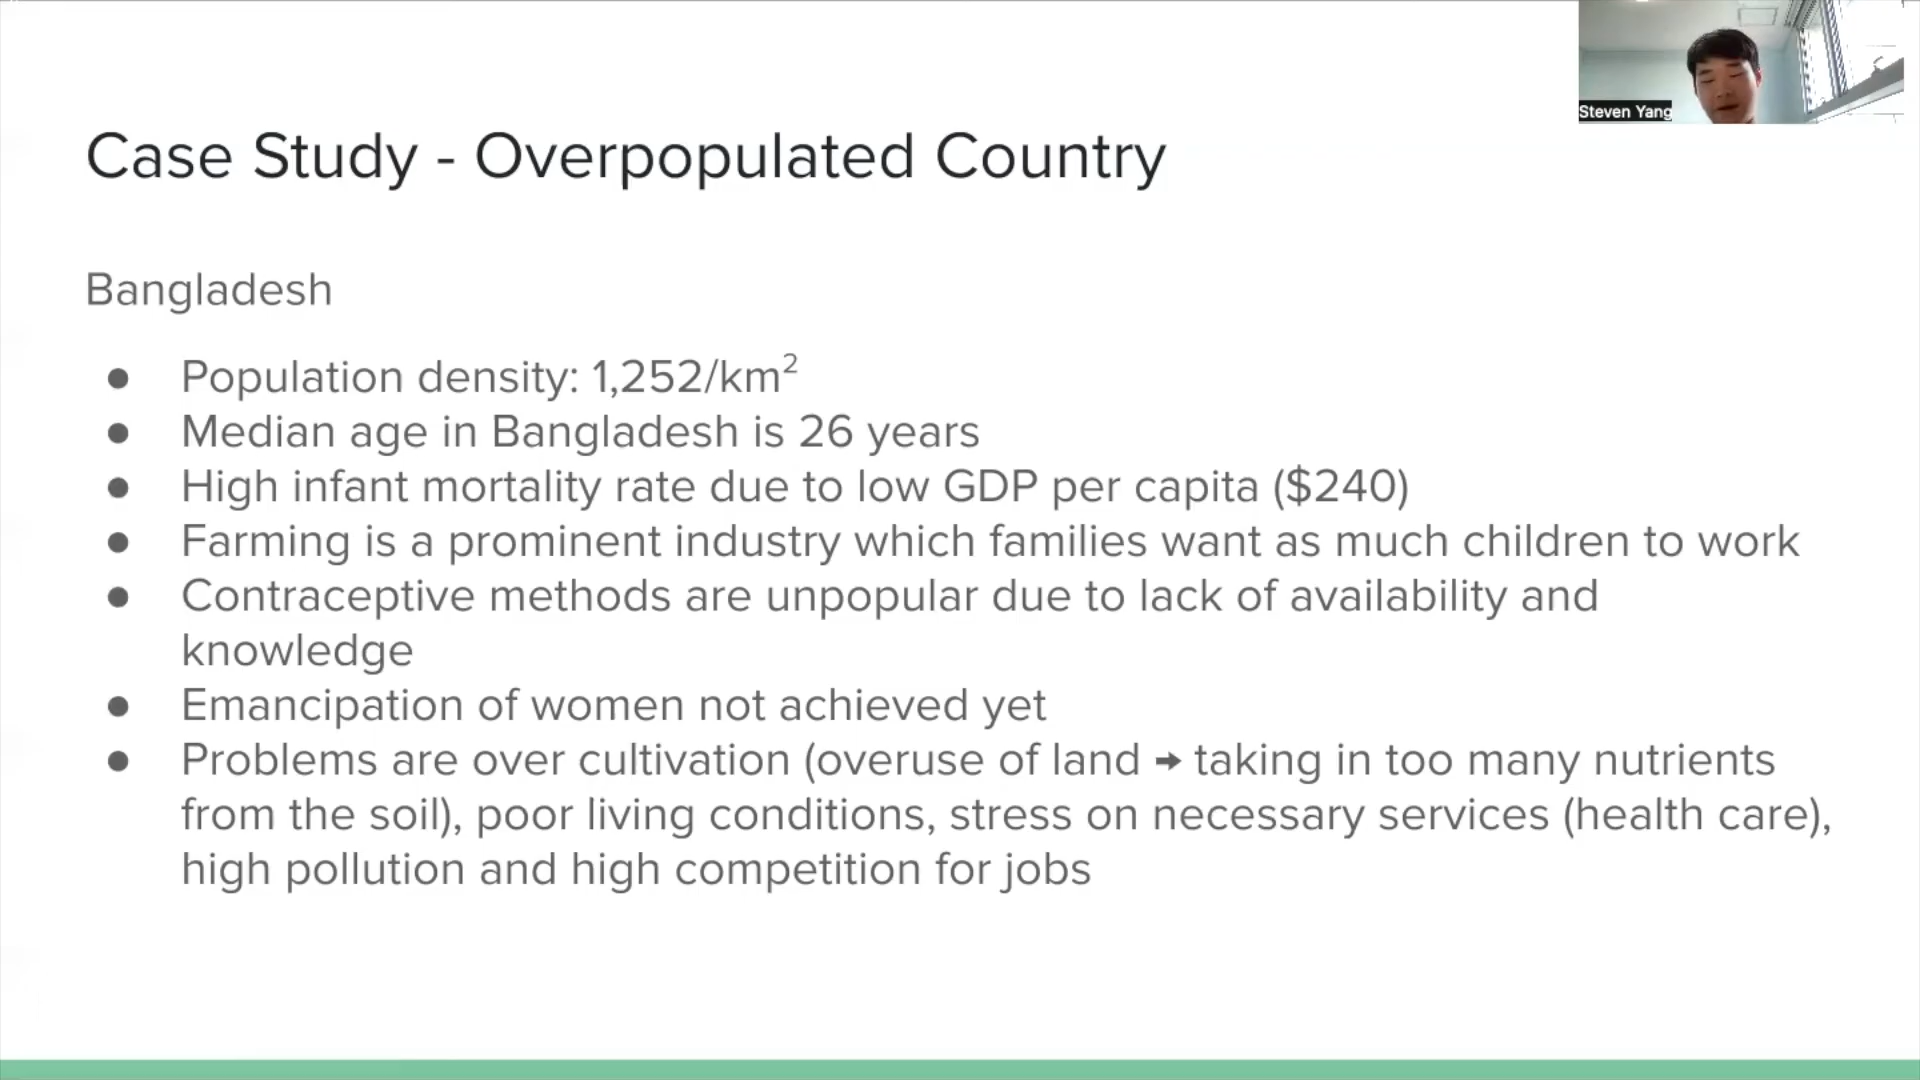 Steven Yang
Case Study - Overpopulated Country
Bangladesh
● Population density: 1,252/km²
● Median age in Bangladesh is 26 years
● High infant mortality rate due to low GDP per capita ($240)
● Farming is a prominent industry which families want as much children to work
● Contraceptive methods are unpopular due to lack of availability and
knowledge
● Emancipation of women not achieved yet
● Problems are over cultivation (overuse of land → taking in too many nutrients
from the soil), poor living conditions, stress on necessary services (health care),
high pollution and high competition for jobs